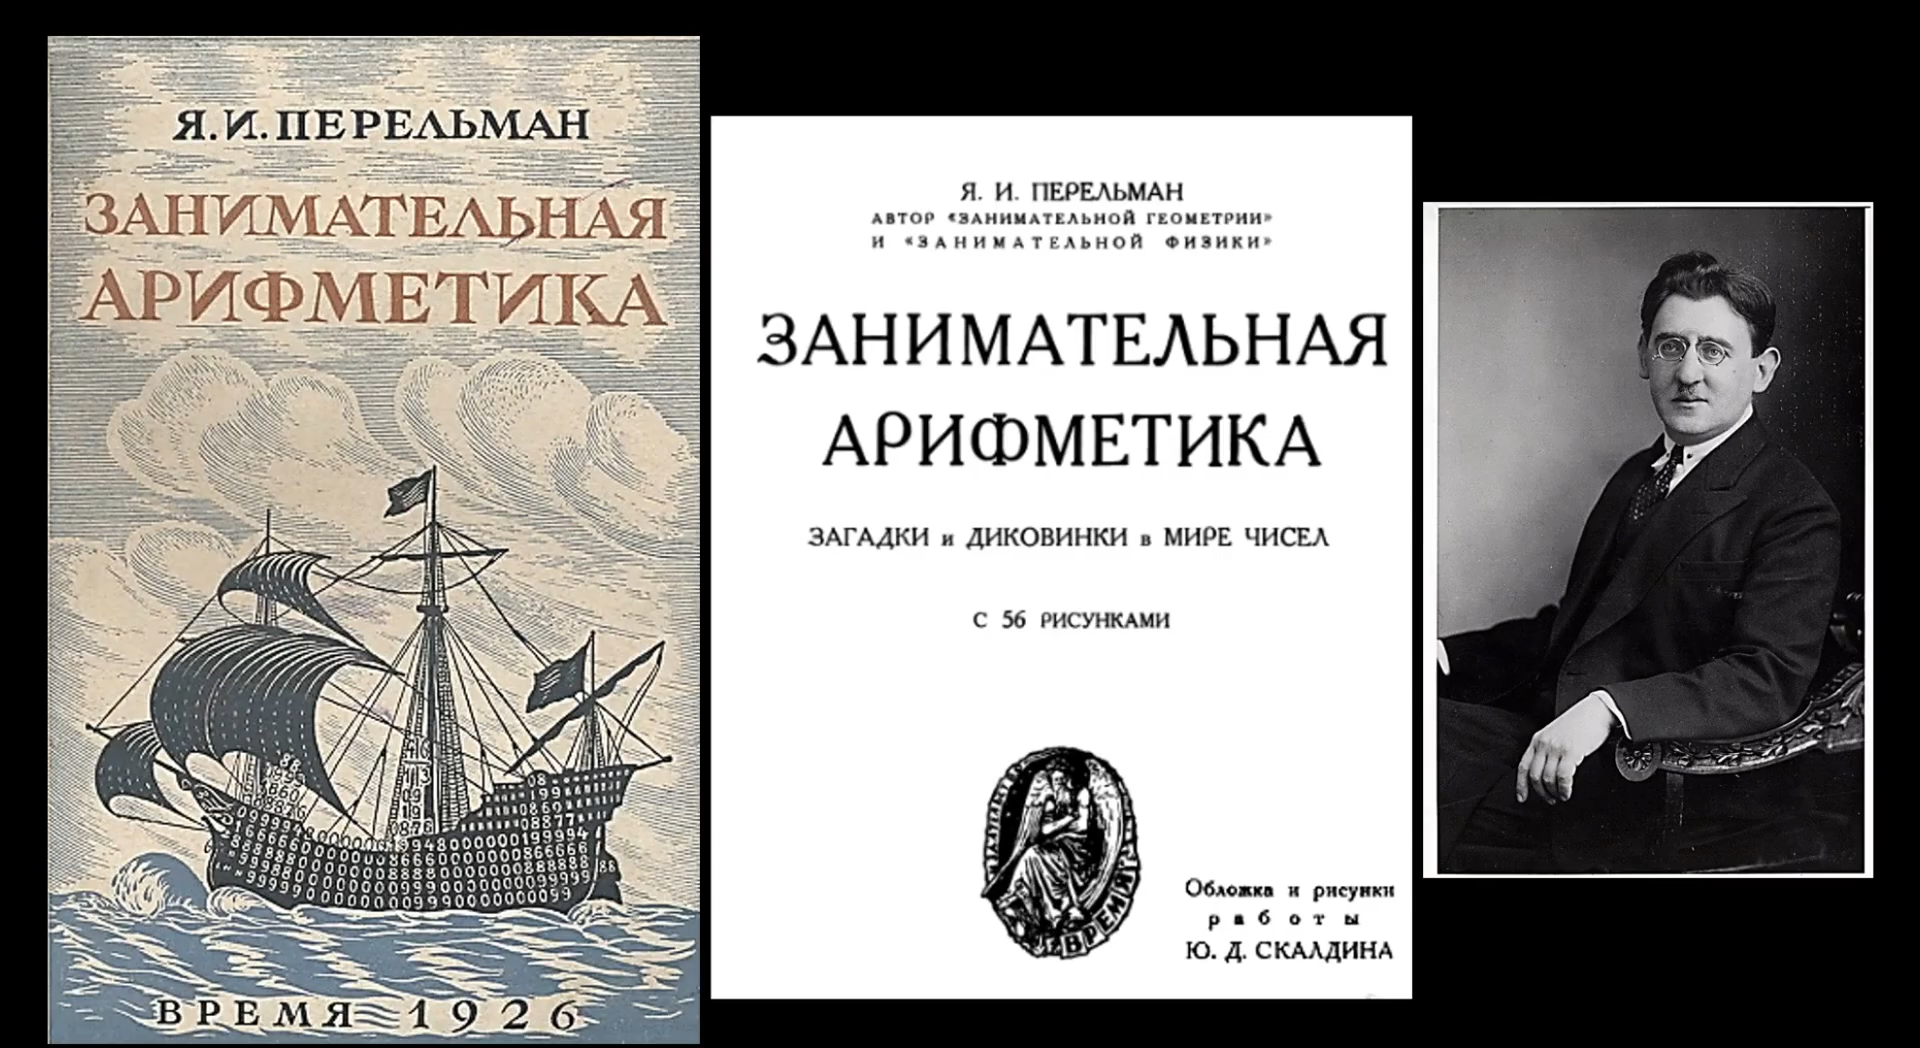 Я. И. ПЕРЕЛЬМАН
ЗАНИМАТЕЛЬНАЯ
АРИФМЕТИКА
ВРЕМЯ 1926
Я. И. ПЕРЕЛЬМАН
АВТОР «ЗАНИМАТЕЛЬНОЙ ГЕОМЕТРИИ»
И «ЗАНИМАТЕЛЬНОЙ ФИЗИКИ»
ЗАНИМАТЕЛЬНАЯ
АРИФМЕТИКА
ЗАГАДКИ и ДИКОВИНКИ в МИРЕ ЧИСЕЛ
С 56 РИСУНКАМИ
ВРЕМЯ
Обложка и рисунки
работы
Ю. Д. СКАЛДИНА